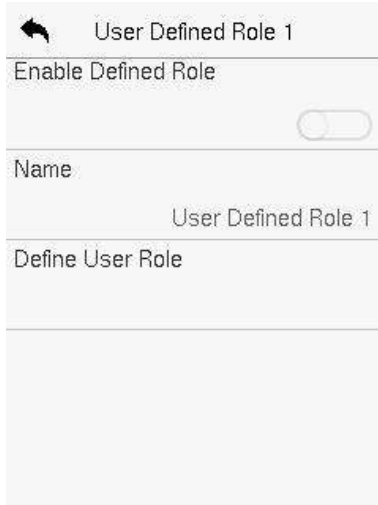 User Defined Role 1
Enable Defined Role
Name
User Defined Role 1
Define User Role